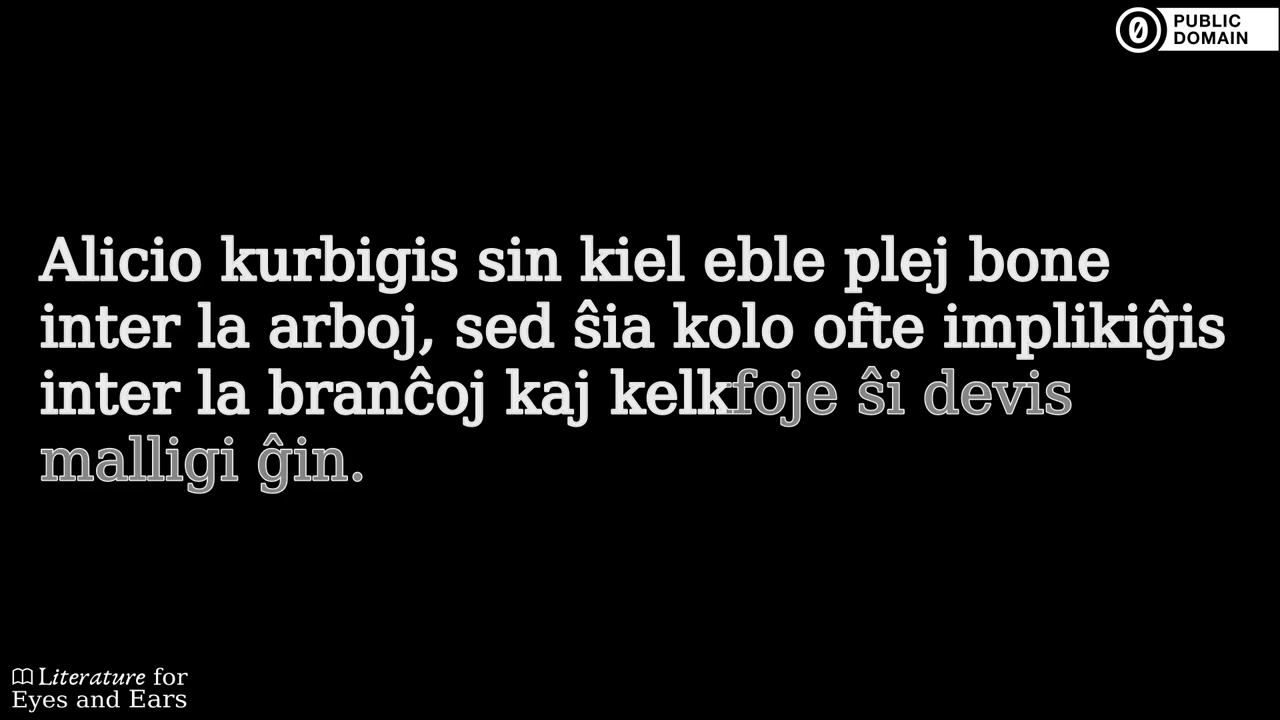 PUBLIC
DOMAIN
Alicio kurbigis sin kiel eble plej bone
inter la arboj, sed ŝia kolo ofte implikiĝis
inter la branĉoj kaj kelkfoje ŝi devis
malligi ĝin.
Literature for
Eyes and Ears